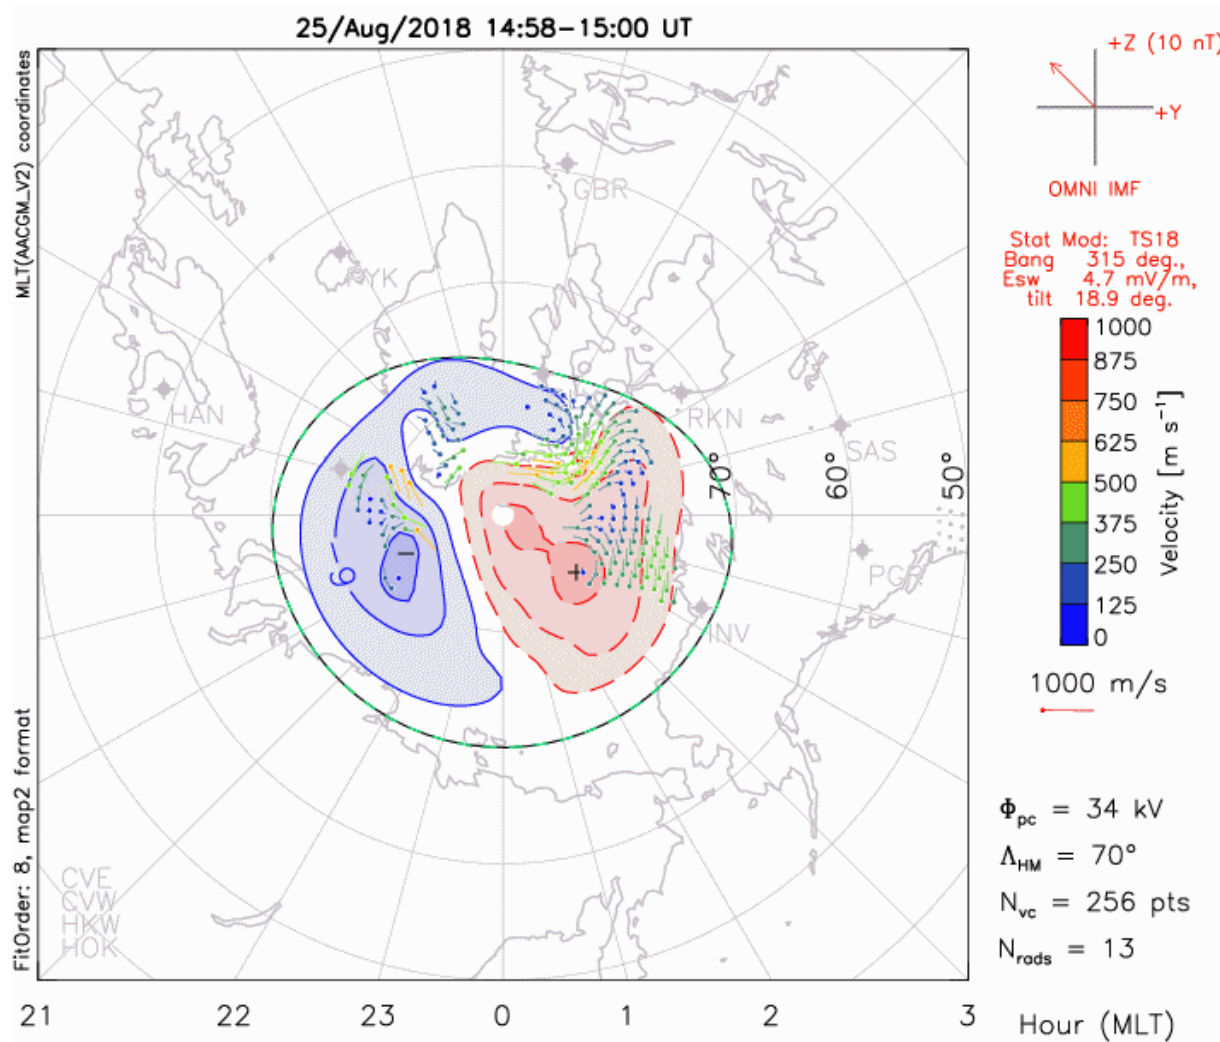 25/Aug/2018 14:58-15:00 UT
MLT(AACGM_V2) coordinates
FitOrder: 8, map2 format
+Z (10 nT)
+Y
OMNI IMF
Stat Mod: TS18
Bang 315 deg.,
Esw 4.7 mV/m,
tilt 18.9 deg.
1000
875
750
625
500
375
250
125
0
Velocity [m s⁻¹]
1000 m/s
Φpc = 34 kV
ΛHM = 70°
Nvc = 256 pts
Nrads = 13
GBR
HAN
RKN
SAS
INV
70°
60°
50°
9
−
+
CVE
CVW
HKW
HOK
21 22 23 0 1 2 3 Hour (MLT)